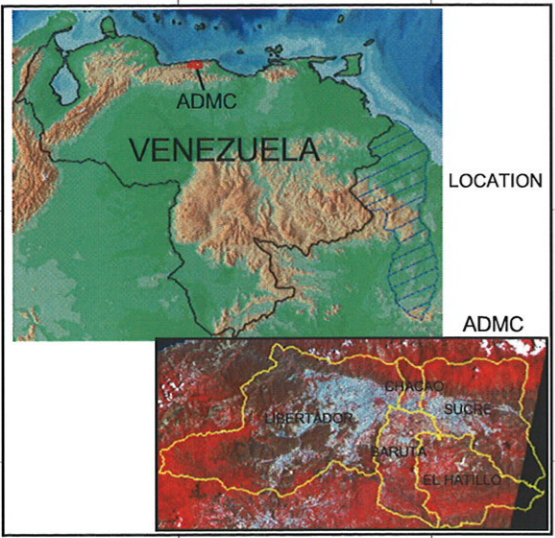 ADMC
VENEZUELA
LOCATION
ADMC
CHACAO
SUCRE
LIBERTADOR
BARUTA
EL HATILLO